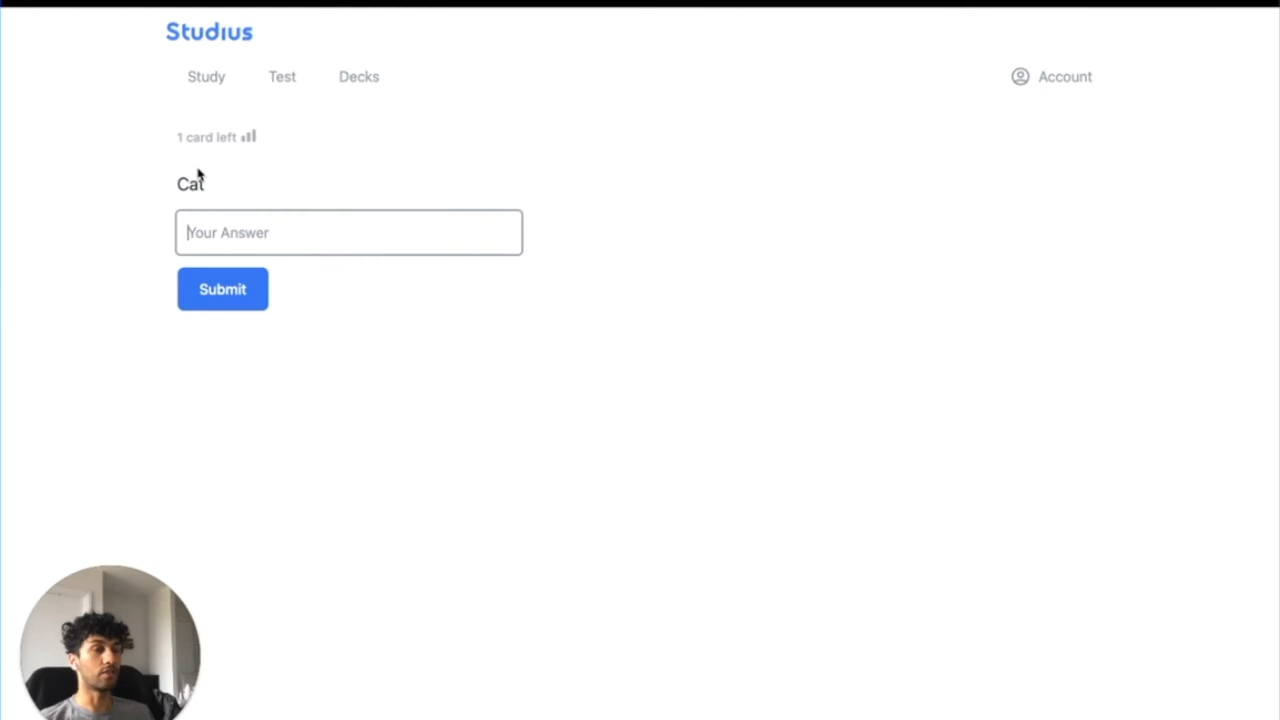 Studius
Study Test Decks Account
1 card left
Cat
Your Answer
Submit